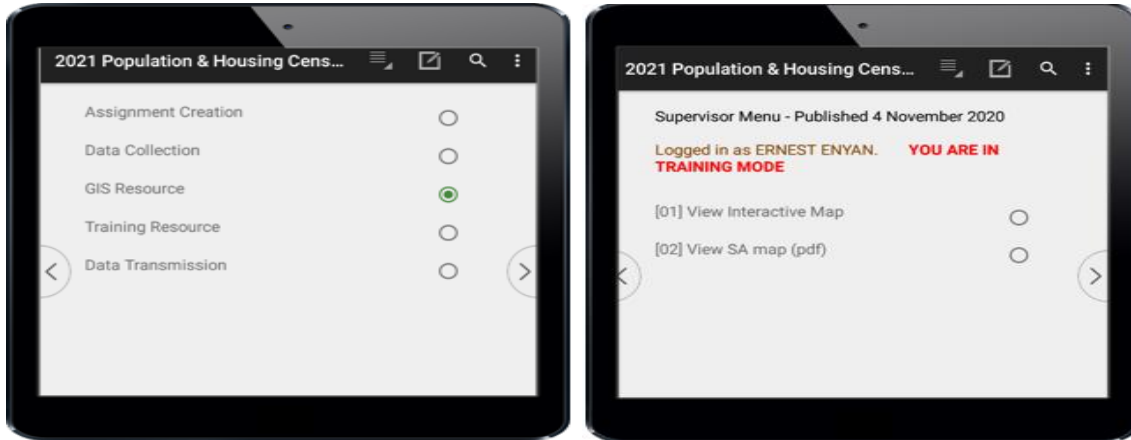 2021 Population & Housing Cens...
Assignment Creation
Data Collection
GIS Resource
Training Resource
Data Transmission
2021 Population & Housing Cens...
Supervisor Menu - Published 4 November 2020
Logged in as ERNEST ENYAN. YOU ARE IN
TRAINING MODE
[01] View Interactive Map
[02] View SA map (pdf)